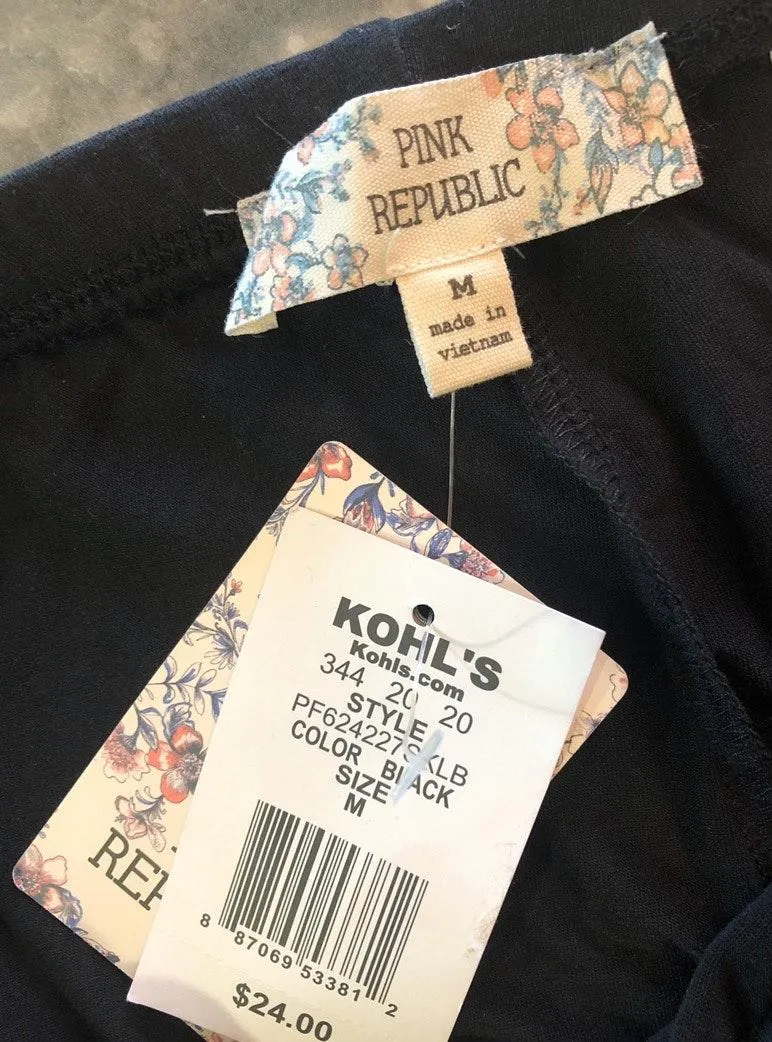 PINK
REPUBLIC
M
made in
vietnam
KOHL'S
Kohls.com
344 20 20
STYLE
COLOR BLACK
SIZE
M
8 87069 53381 2
$24.00